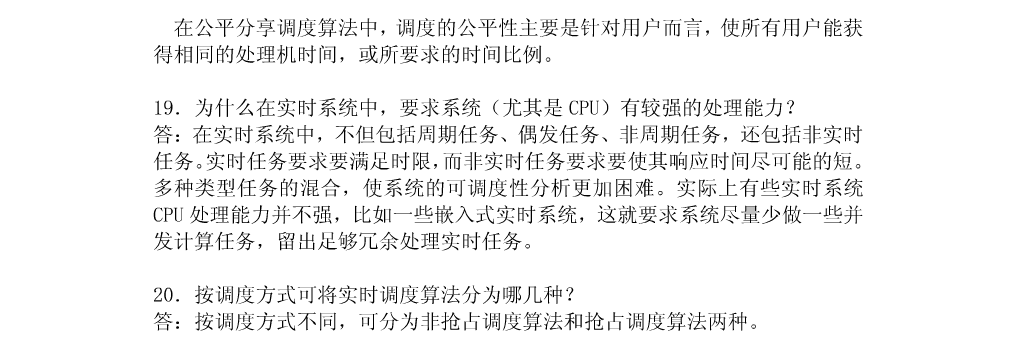 在公平分享调度算法中，调度的公平性主要是针对用户而言，使所有用户能获
得相同的处理机时间，或所要求的时间比例。
19．为什么在实时系统中，要求系统（尤其是 CPU）有较强的处理能力？
答：在实时系统中，不但包括周期任务、偶发任务、非周期任务，还包括非实时
任务。实时任务要求要满足时限，而非实时任务要求要使其响应时间尽可能的短。
多种类型任务的混合，使系统的可调度性分析更加困难。实际上有些实时系统
CPU 处理能力并不强，比如一些嵌入式实时系统，这就要求系统尽量少做一些并
发计算任务，留出足够冗余处理实时任务。
20．按调度方式可将实时调度算法分为哪几种？
答：按调度方式不同，可分为非抢占调度算法和抢占调度算法两种。